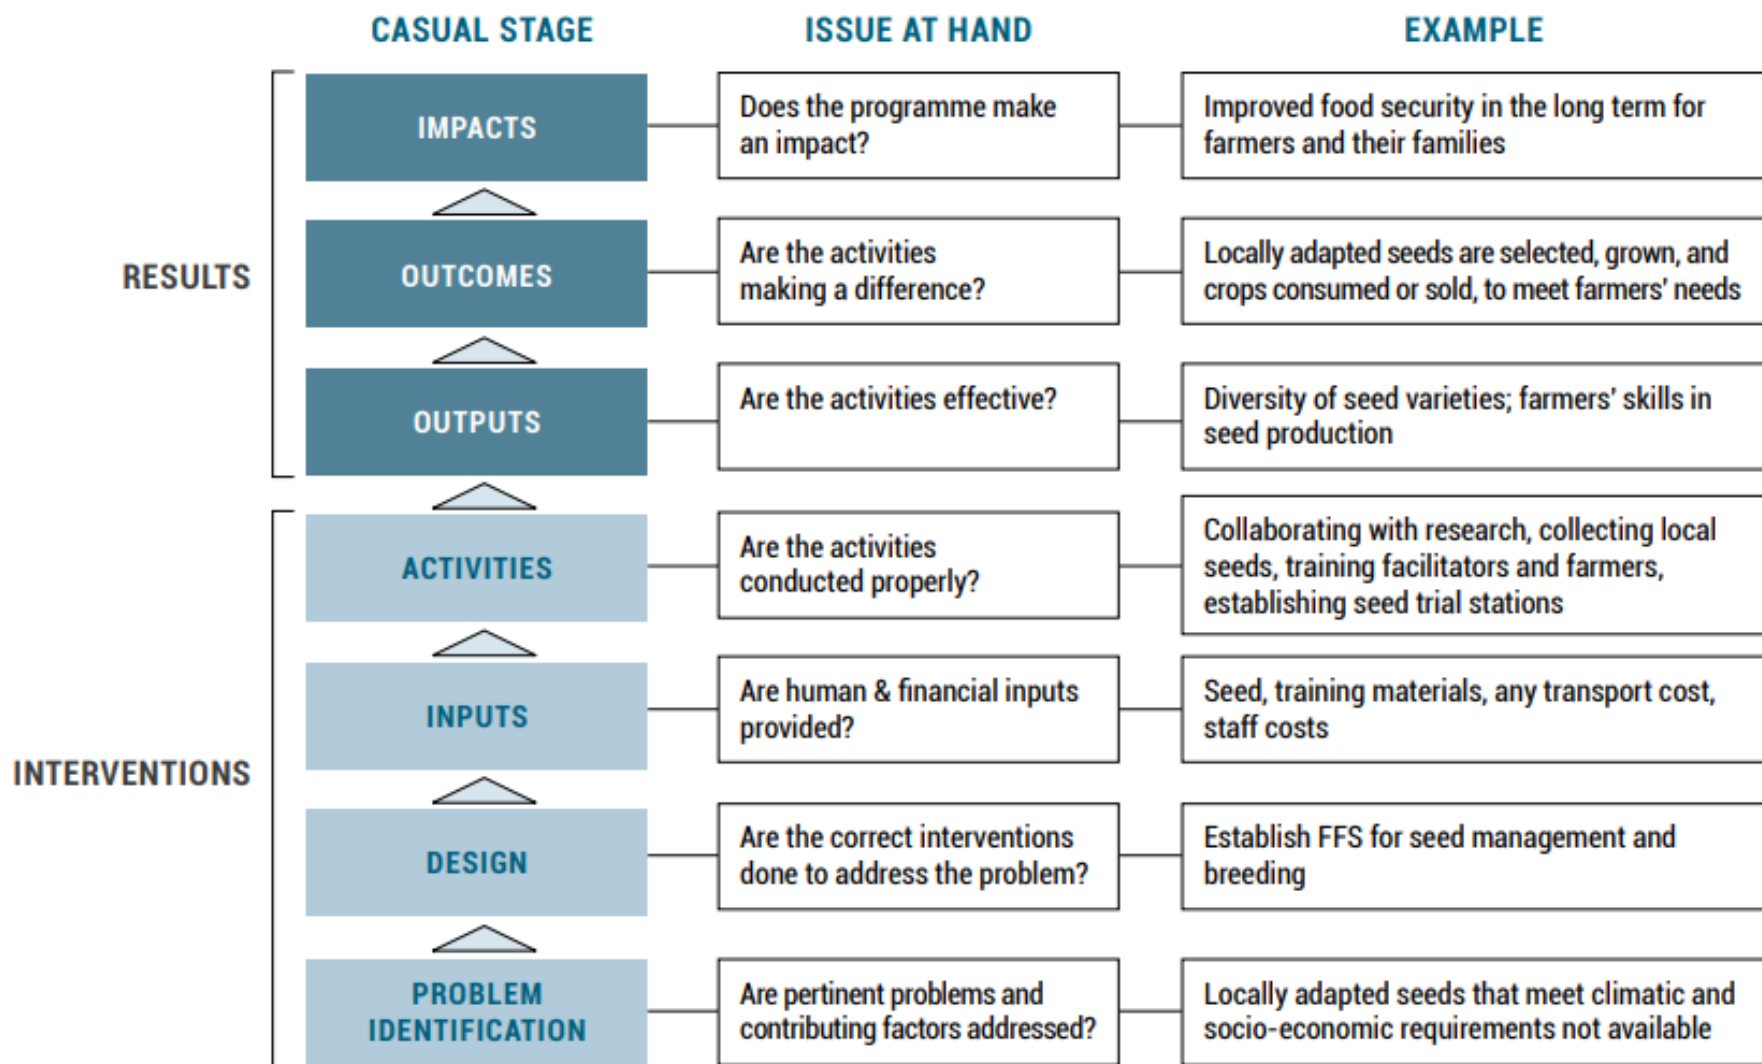 CASUAL STAGE
ISSUE AT HAND
EXAMPLE
RESULTS
IMPACTS
Does the programme make
an impact?
Improved food security in the long term for
farmers and their families
OUTCOMES
Are the activities
making a difference?
Locally adapted seeds are selected, grown, and
crops consumed or sold, to meet farmers' needs
OUTPUTS
Are the activities effective?
Diversity of seed varieties; farmers' skills in
seed production
INTERVENTIONS
ACTIVITIES
Are the activities
conducted properly?
Collaborating with research, collecting local
seeds, training facilitators and farmers,
establishing seed trial stations
INPUTS
Are human & financial inputs
provided?
Seed, training materials, any transport cost,
staff costs
DESIGN
Are the correct interventions
done to address the problem?
Establish FFS for seed management and
breeding
PROBLEM
IDENTIFICATION
Are pertinent problems and
contributing factors addressed?
Locally adapted seeds that meet climatic and
socio-economic requirements not available